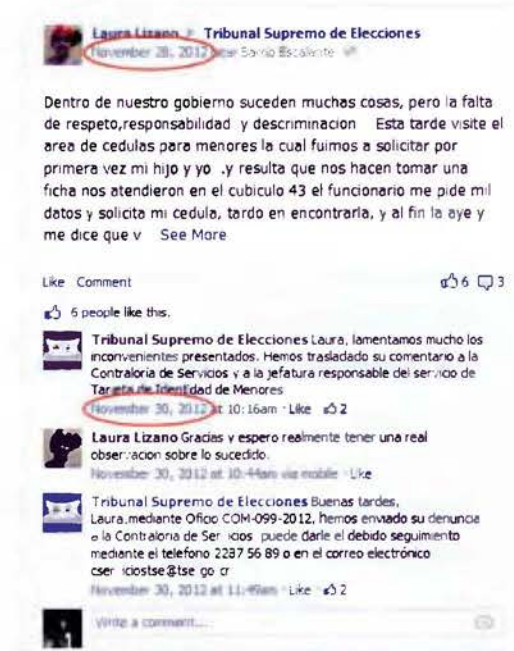 Laura Lizano ▸ Tribunal Supremo de Elecciones
November 28, 2012 near Barrio Escalante
Dentro de nuestro gobierno suceden muchas cosas, pero la falta
de respeto,responsabilidad y descriminacion Esta tarde visite el
area de cedulas para menores la cual fuimos a solicitar por
primera vez mi hijo y yo .y resulta que nos hacen tomar una
ficha nos atendieron en el cubiculo 43 el funcionario me pide mil
datos y solicita mi cedula, tardo en encontrarla, y al fin la aye y
me dice que v See More
Like Comment 6 3
6 people like this.
Tribunal Supremo de Elecciones Laura, lamentamos mucho los
inconvenientes presentados. Hemos trasladado su comentario a la
Contraloria de Servicios y a la jefatura responsable del servicio de
Tarjeta de Identidad de Menores
November 30, 2012 at 10:16am · Like 2
Laura Lizano Gracias y espero realmente tener una real
observacion sobre lo sucedido.
November 30, 2012 at 10:44am via mobile · Like
Tribunal Supremo de Elecciones Buenas tardes,
Laura,mediante Oficio COM-099-2012, hemos enviado su denuncia
a la Contraloria de Ser icios puede darle el debido seguimiento
mediante el telefono 2287 56 89 o en el correo electrónico
cser iciostse@tse go cr
November 30, 2012 at 11:49am · Like 2
Write a comment...